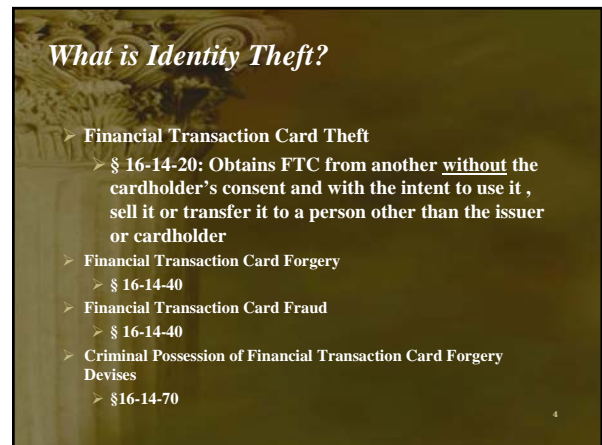 What is Identity Theft?
➢ Financial Transaction Card Theft
➢ § 16-14-20: Obtains FTC from another without the
cardholder's consent and with the intent to use it ,
sell it or transfer it to a person other than the issuer
or cardholder
➢ Financial Transaction Card Forgery
➢ § 16-14-40
➢ Financial Transaction Card Fraud
➢ § 16-14-40
➢ Criminal Possession of Financial Transaction Card Forgery
Devises
➢ §16-14-70
4